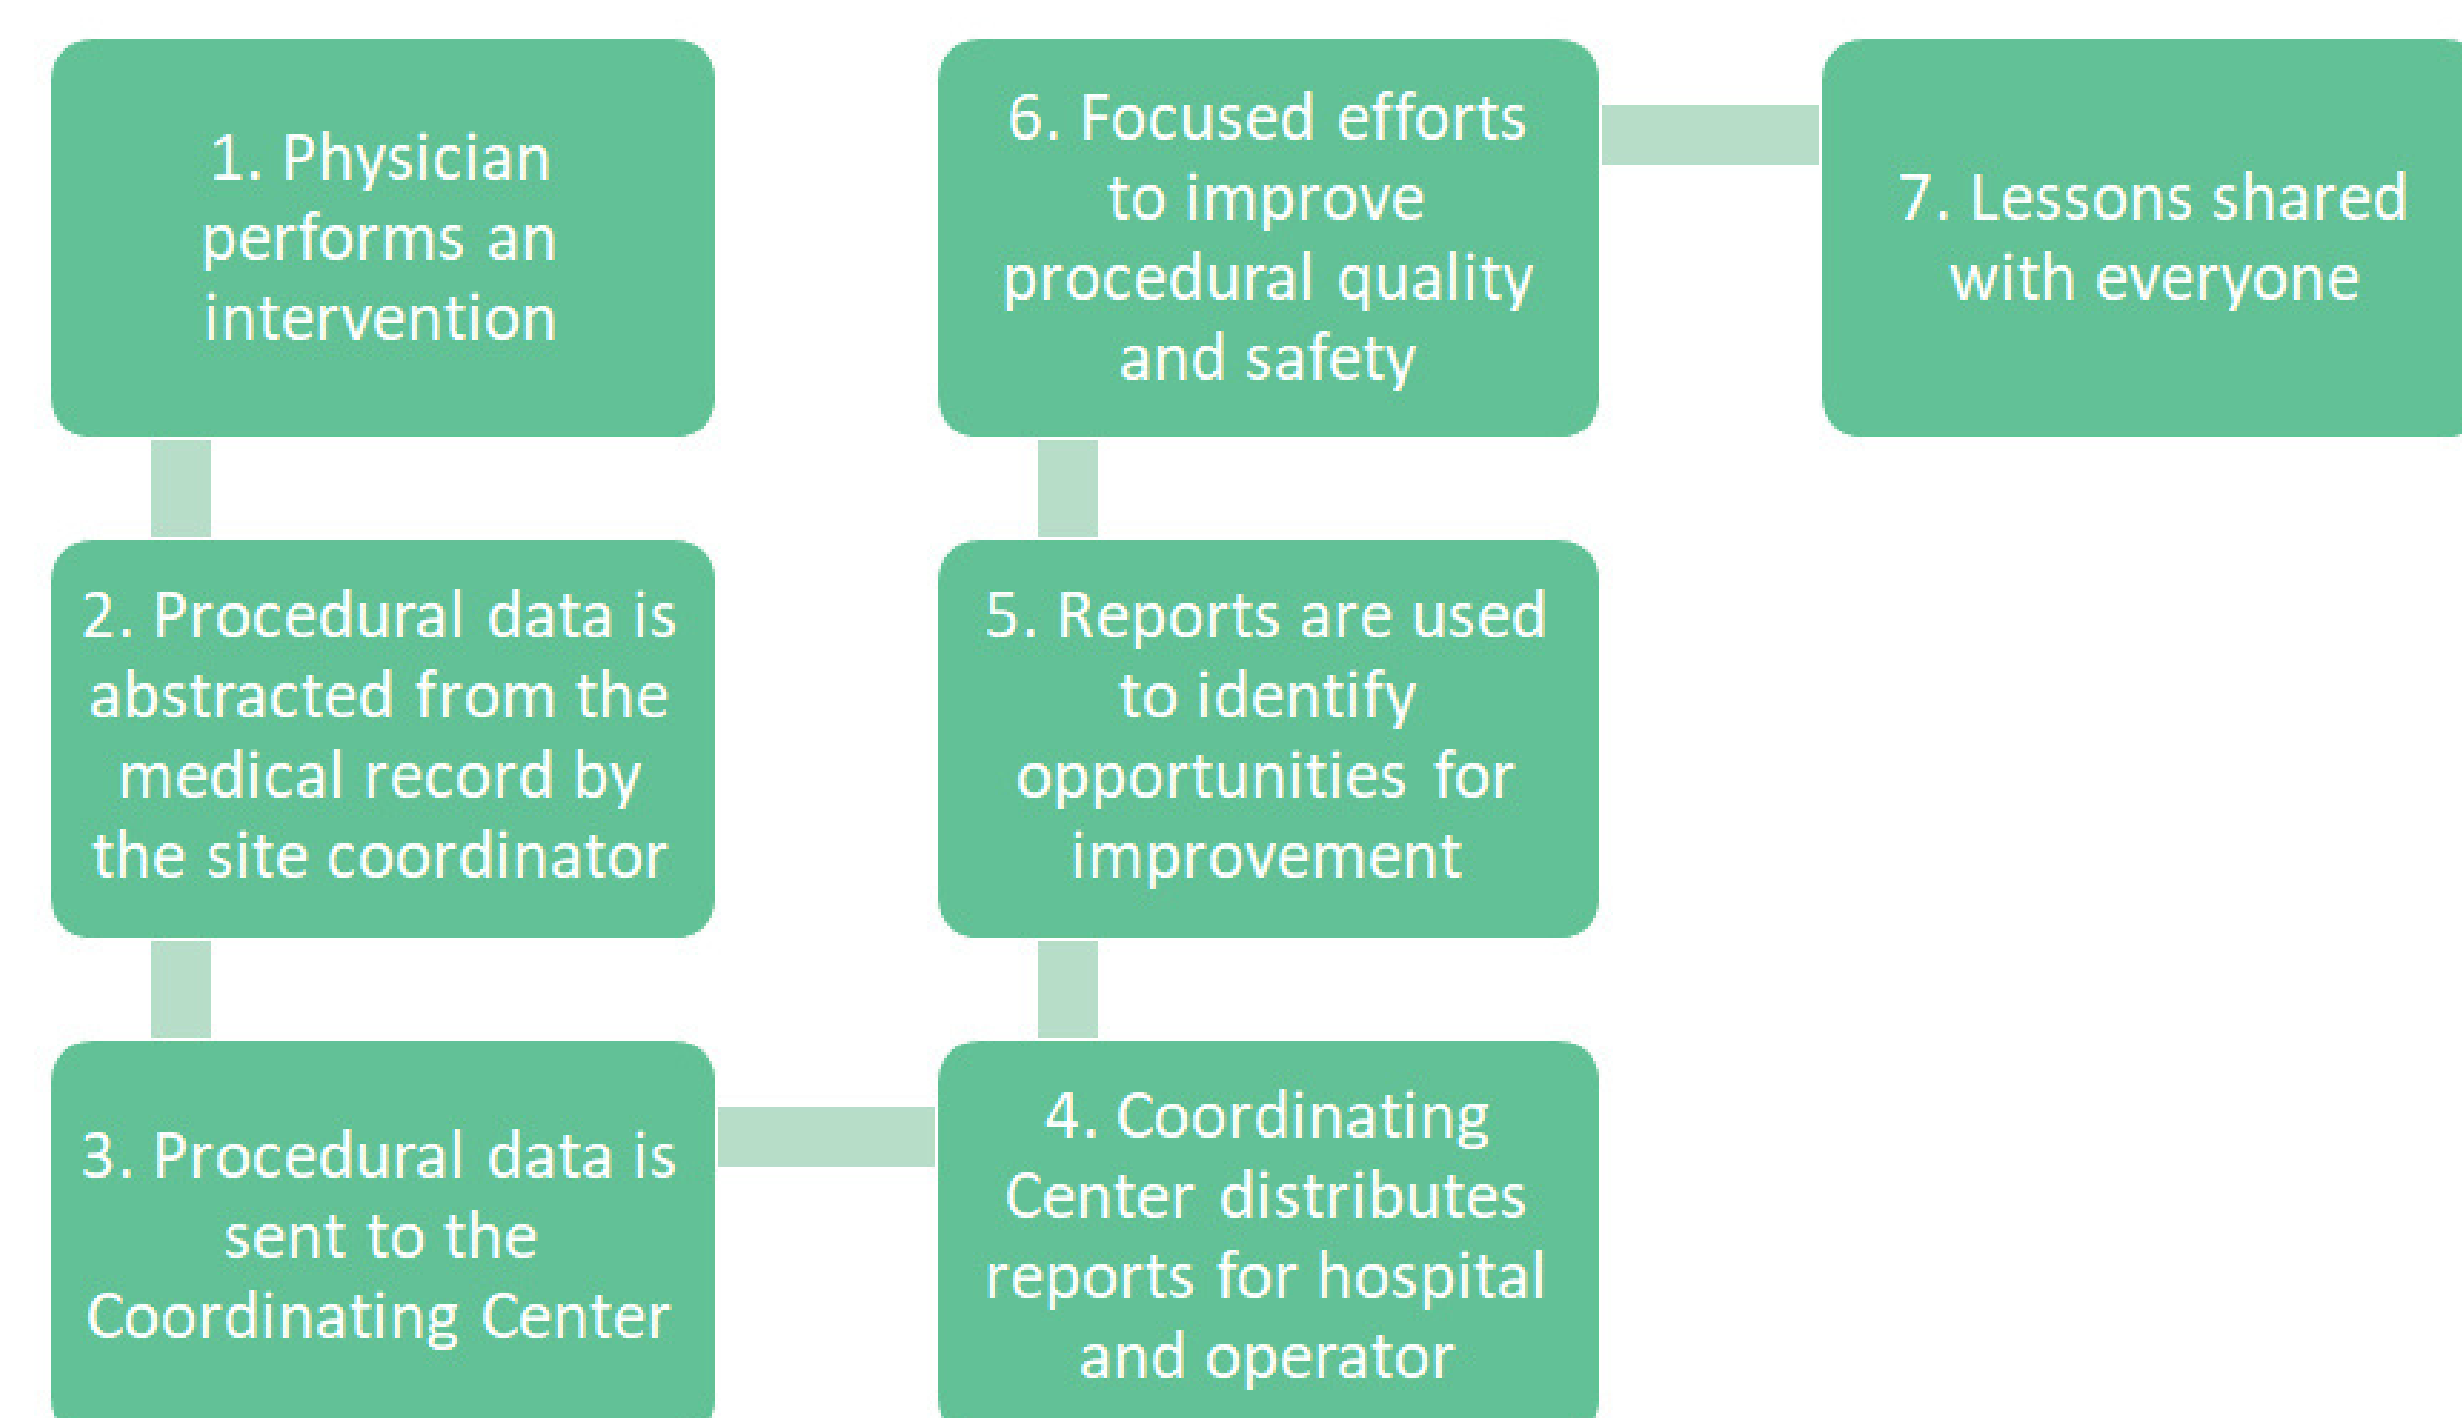 1. Physician
performs an
intervention
2. Procedural data is
abstracted from the
medical record by
the site coordinator
3. Procedural data is
sent to the
Coordinating Center
4. Coordinating
Center distributes
reports for hospital
and operator
5. Reports are used
to identify
opportunities for
improvement
6. Focused efforts
to improve
procedural quality
and safety
7. Lessons shared
with everyone